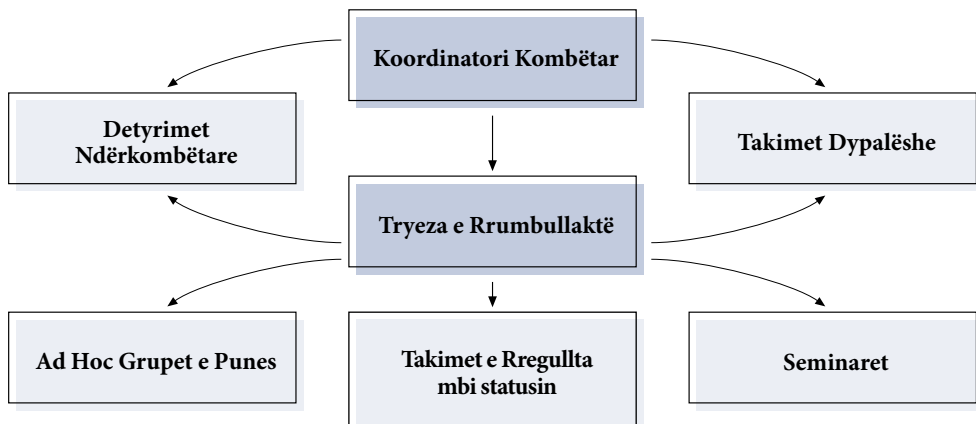 Koordinatori Kombëtar
Detyrimet
Ndërkombëtare
Takimet Dypalëshe
Tryeza e Rrumbullaktë
Ad Hoc Grupet e Punes
Takimet e Rregullta
mbi statusin
Seminaret